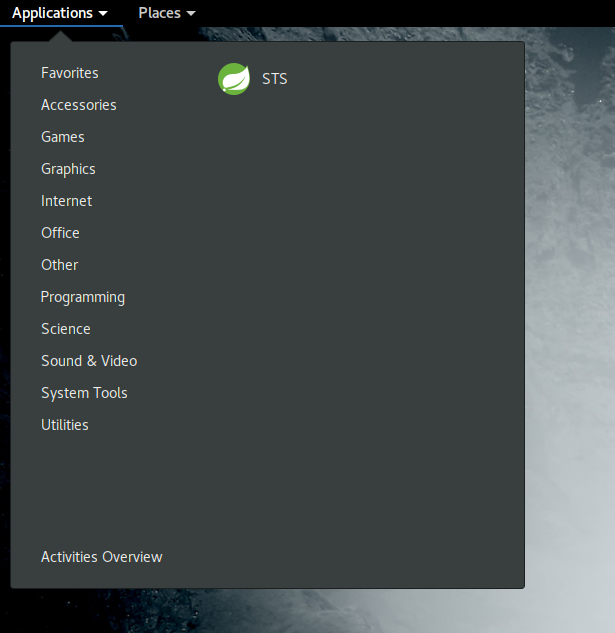 Applications Places
Favorites
STS
Accessories
Games
Graphics
Internet
Office
Other
Programming
Science
Sound & Video
System Tools
Utilities
Activities Overview